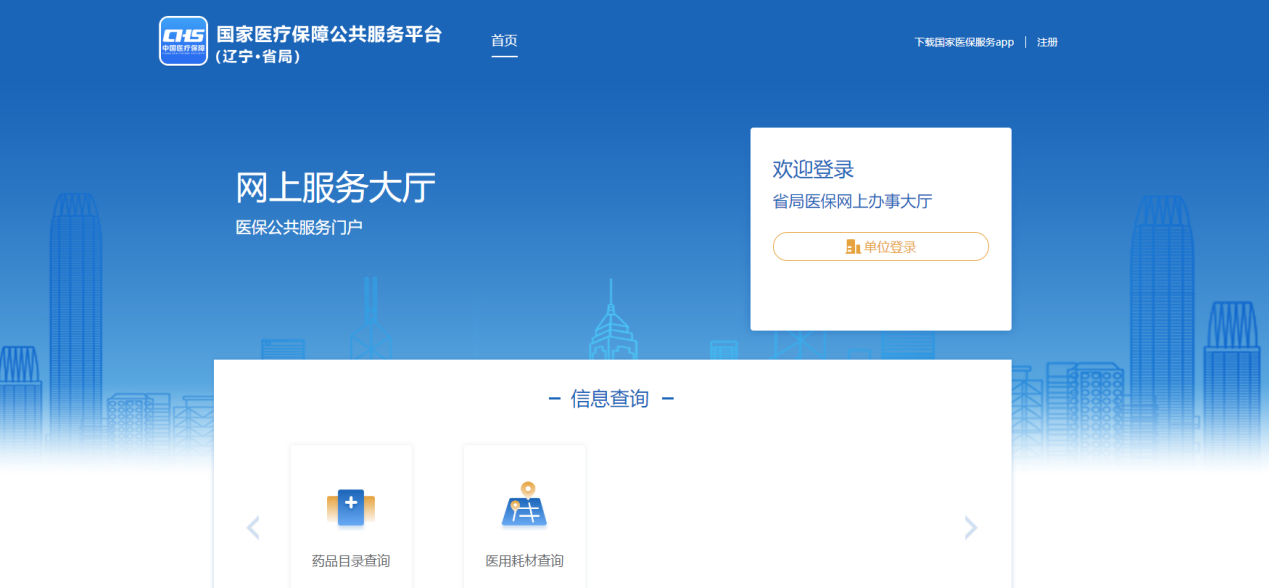 CHS
中国医疗保障
国家医疗保障公共服务平台
(辽宁·省局)
首页
下载国家医保服务app
注册
网上服务大厅
医保公共服务门户
欢迎登录
省局医保网上办事大厅
单位登录
信息查询
药品目录查询
医用耗材查询